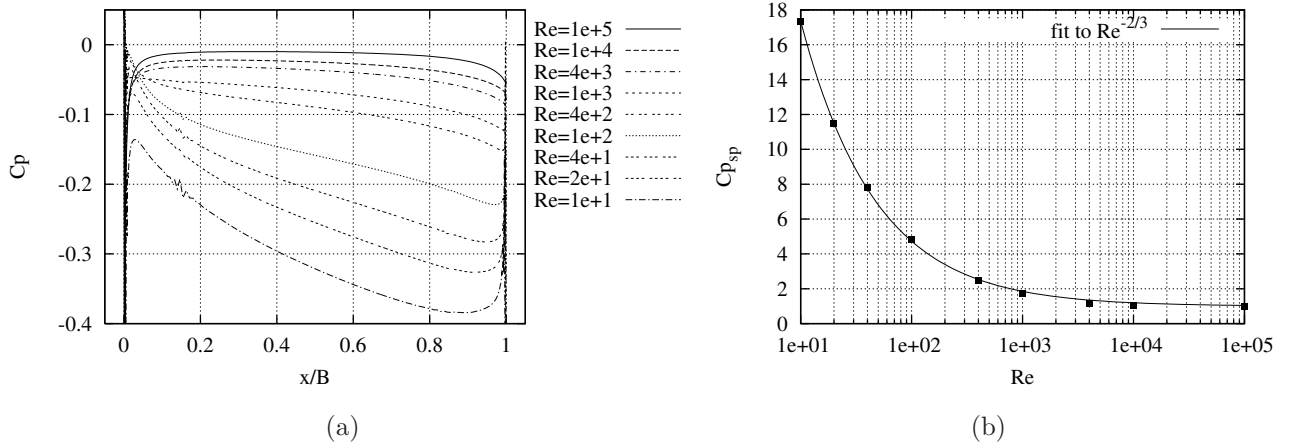 0
-0.1
-0.2
-0.3
-0.4
Cp
0
0.2
0.4
0.6
0.8
1
x/B
Re=1e+5
Re=1e+4
Re=4e+3
Re=1e+3
Re=4e+2
Re=1e+2
Re=4e+1
Re=2e+1
Re=1e+1
(a)
18
16
14
12
10
8
6
4
2
0
Cp_sp
fit to Re^-2/3
1e+01
1e+02
1e+03
1e+04
1e+05
Re
(b)